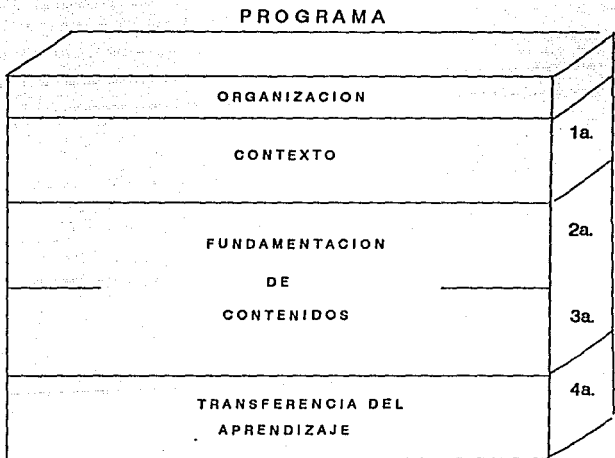 PROGRAMA
ORGANIZACION
1a.
CONTEXTO
2a.
FUNDAMENTACION
DE
CONTENIDOS
3a.
4a.
TRANSFERENCIA DEL
APRENDIZAJE